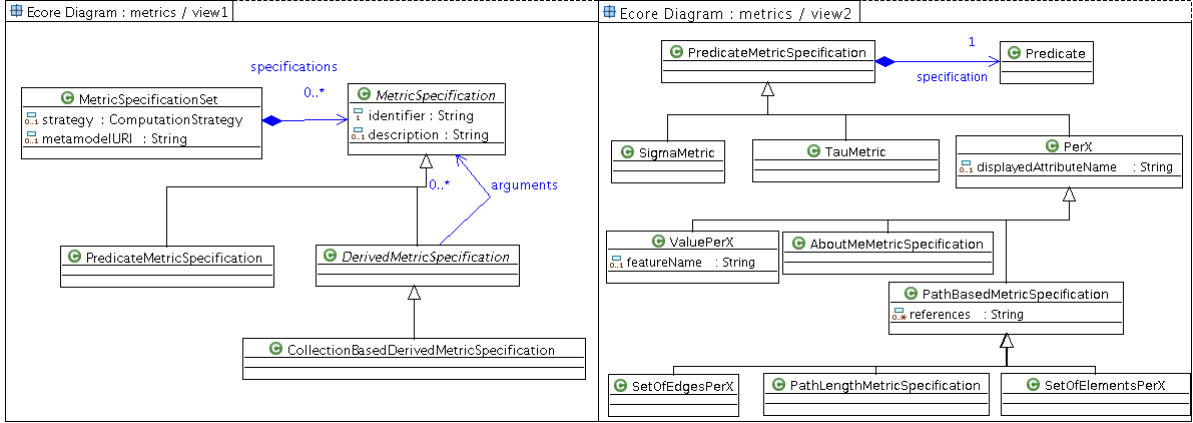 Ecore Diagram : metrics / view1
specifications
0..*
MetricSpecificationSet
0..1 strategy : ComputationStrategy
0..1 metamodelURI : String
MetricSpecification
1 identifier : String
0..1 description : String
0..*
arguments
PredicateMetricSpecification
DerivedMetricSpecification
CollectionBasedDerivedMetricSpecification
Ecore Diagram : metrics / view2
PredicateMetricSpecification
1
specification
Predicate
SigmaMetric
TauMetric
PerX
0..1 displayedAttributeName : String
ValuePerX
0..1 featureName : String
AboutMeMetricSpecification
PathBasedMetricSpecification
0..* references : String
SetOfEdgesPerX
PathLengthMetricSpecification
SetOfElementsPerX